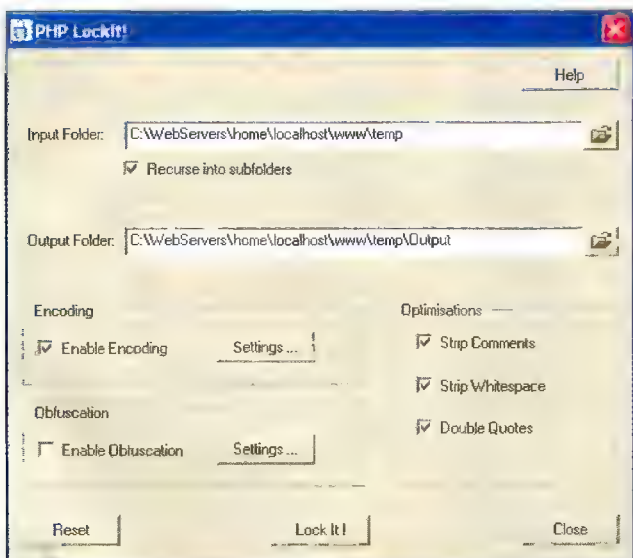 PHP LockIt!
Help
Input Folder: C:\WebServers\home\localhost\www\temp
Recurse into subfolders
Output Folder: C:\WebServers\home\localhost\www\temp\Output
Encoding
Enable Encoding Settings ...
Obfuscation
Enable Obfuscation Settings ...
Optimisations
Strip Comments
Strip Whitespace
Double Quotes
Reset Lock It ! Close